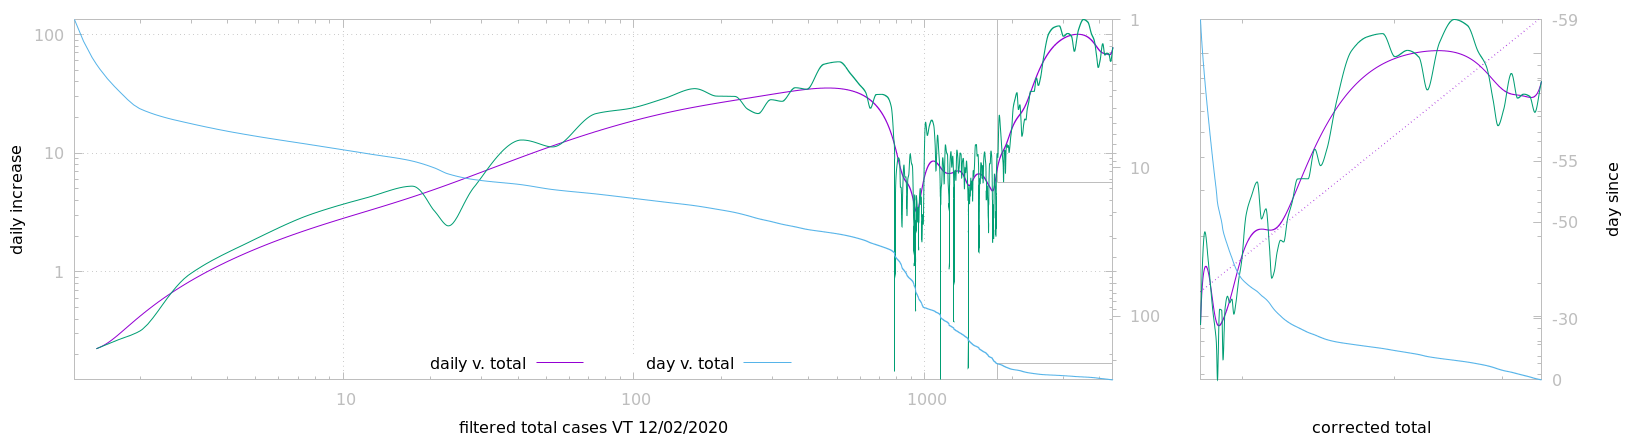 daily increase
100
10
1
10
100
1000
filtered total cases VT 12/02/2020
daily v. total
day v. total
1
10
100
corrected total
-59
-55
-50
-30
0
day since